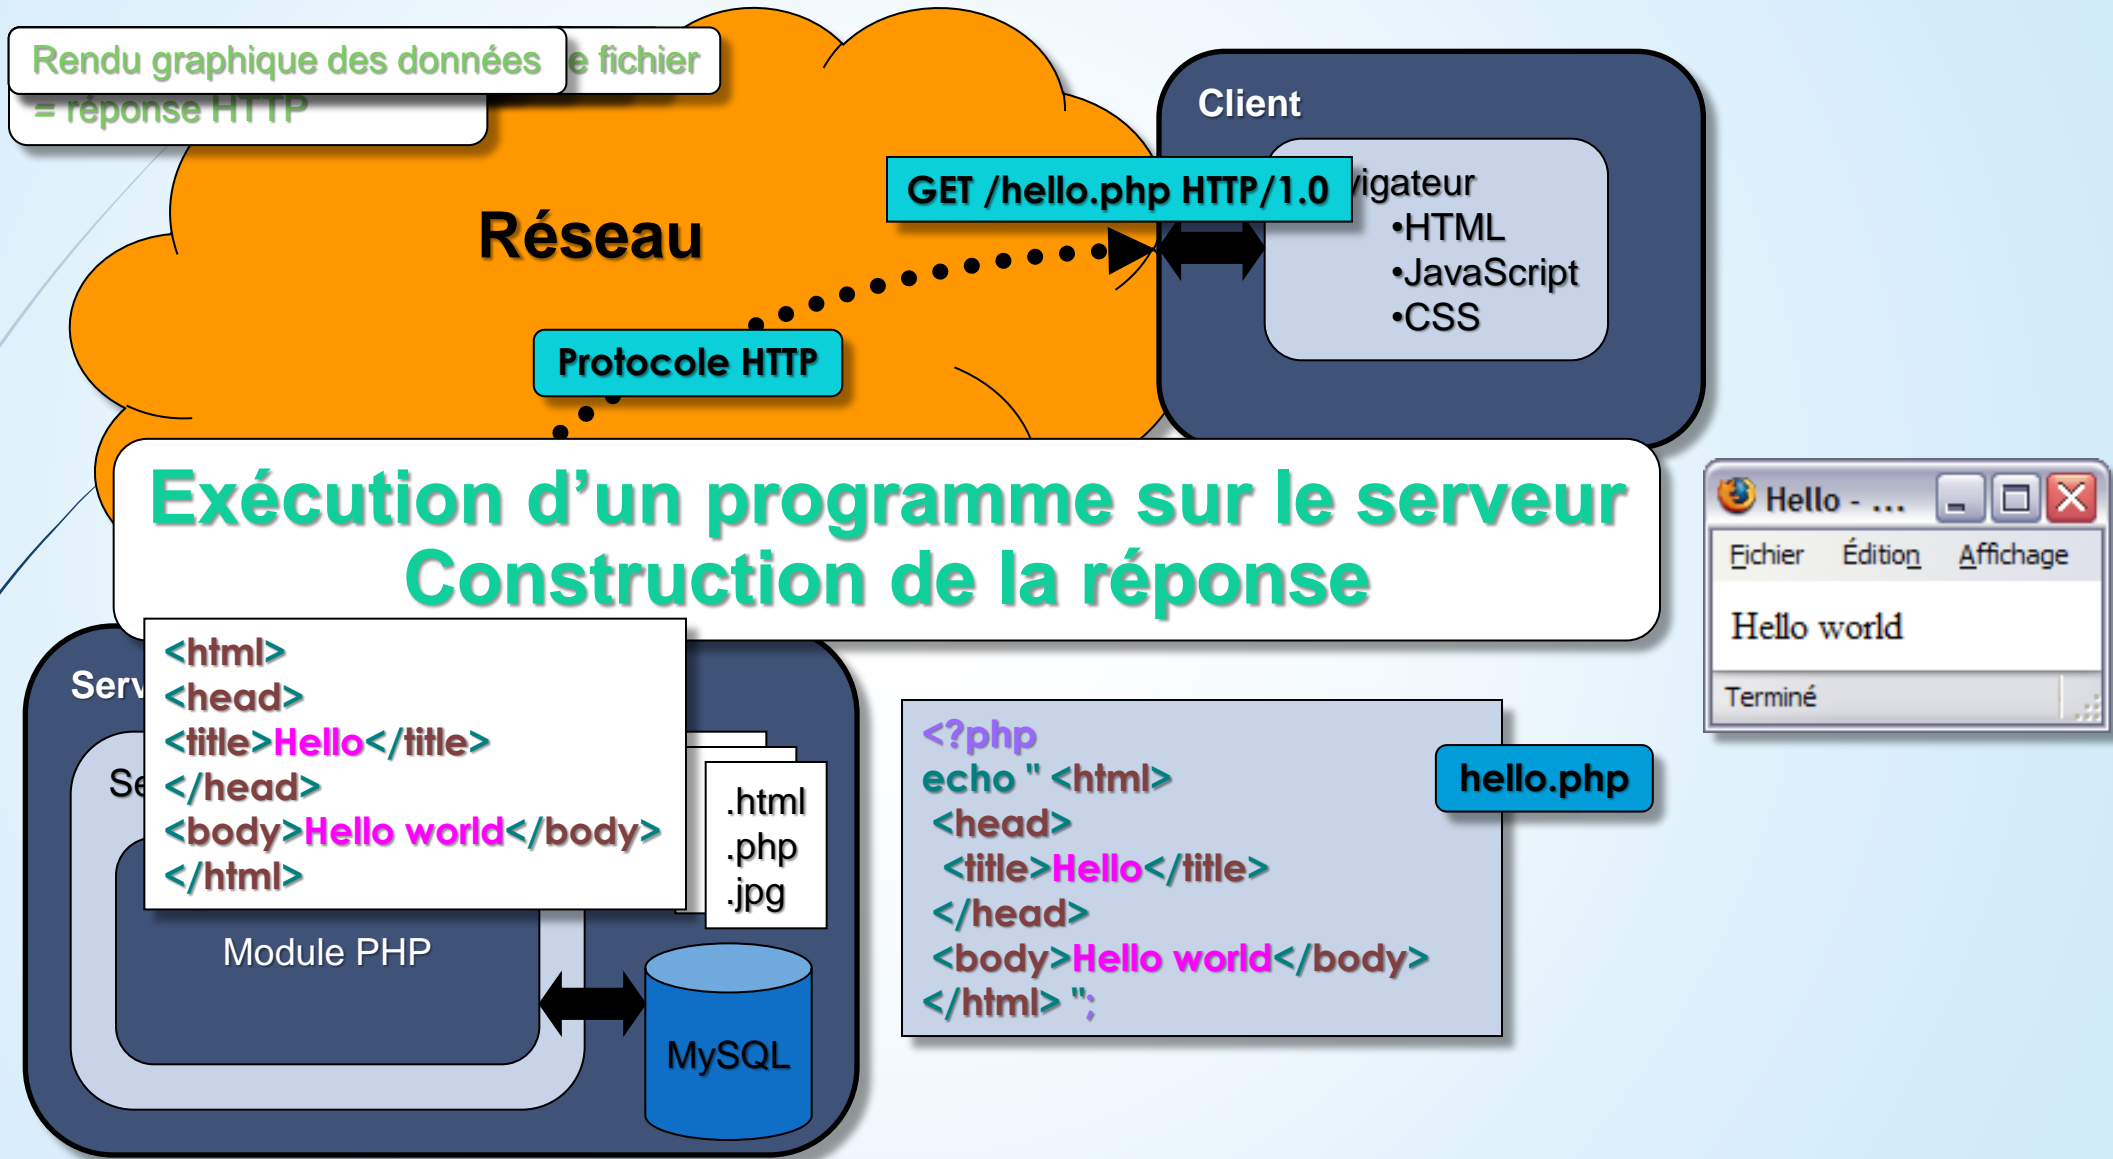 Rendu graphique des données
fichier
= réponse HTTP
Réseau
Client
GET /hello.php HTTP/1.0
•HTML
•JavaScript
•CSS
Protocole HTTP
Exécution d’un programme sur le serveur
Construction de la réponse
Hello - ...
Fichier Édition Affichage
Hello world
Terminé
<html>
<head>
<title>Hello</title>
</head>
<body>Hello world</body>
</html>
Module PHP
.html
.php
.jpg
MySQL
<?php
echo " <html>
<head>
<title>Hello</title>
</head>
<body>Hello world</body>
</html> ";
hello.php